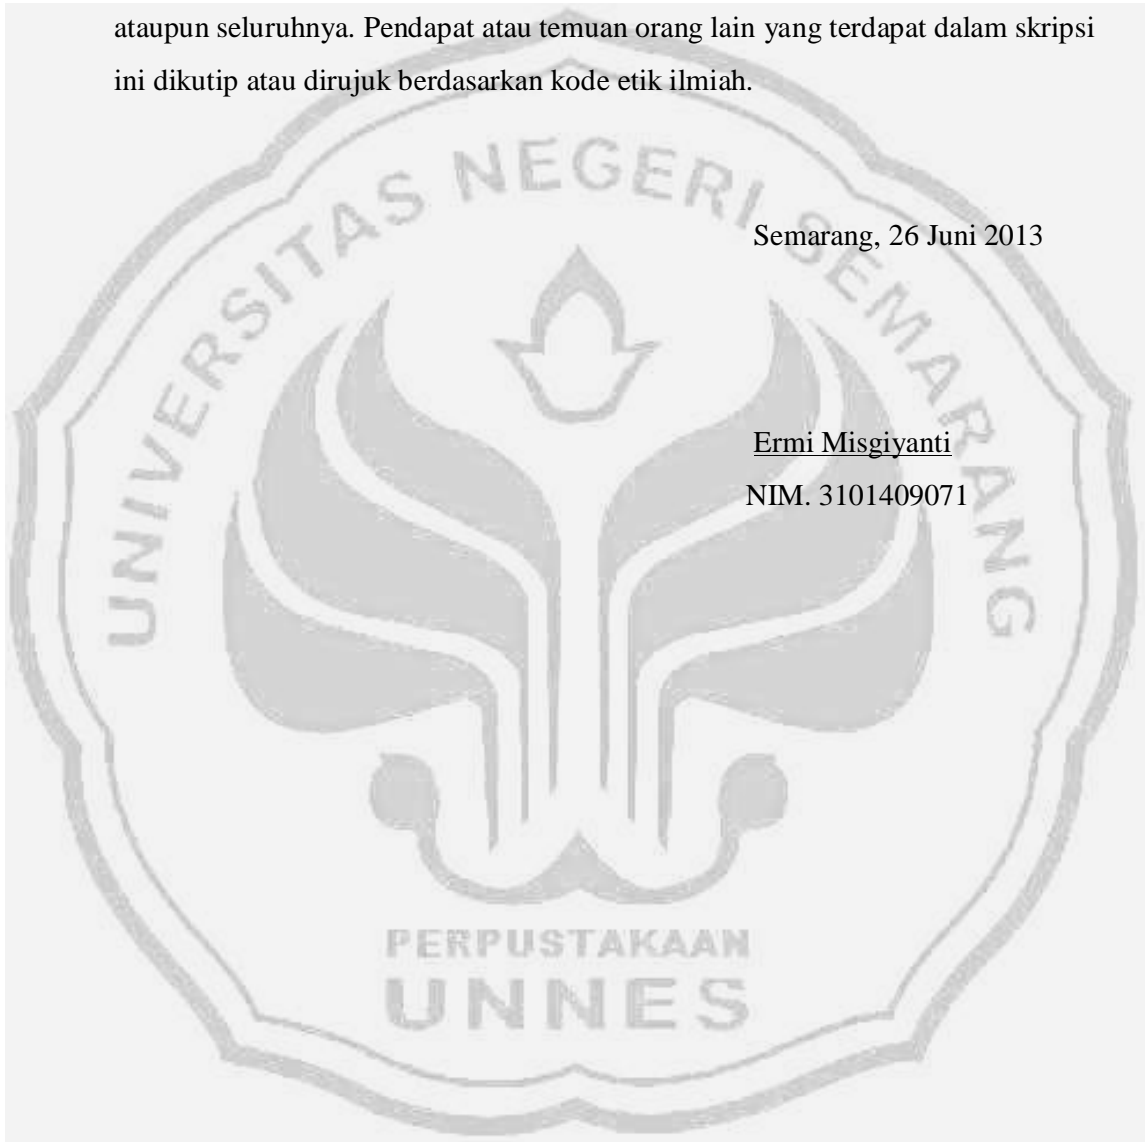 ataupun seluruhnya. Pendapat atau temuan orang lain yang terdapat dalam skripsi
ini dikutip atau dirujuk berdasarkan kode etik ilmiah.
UNIVERSITAS NEGERI SEMARANG
Semarang, 26 Juni 2013
Ermi Misgiyanti
NIM. 3101409071
PERPUSTAKAAN
UNNES